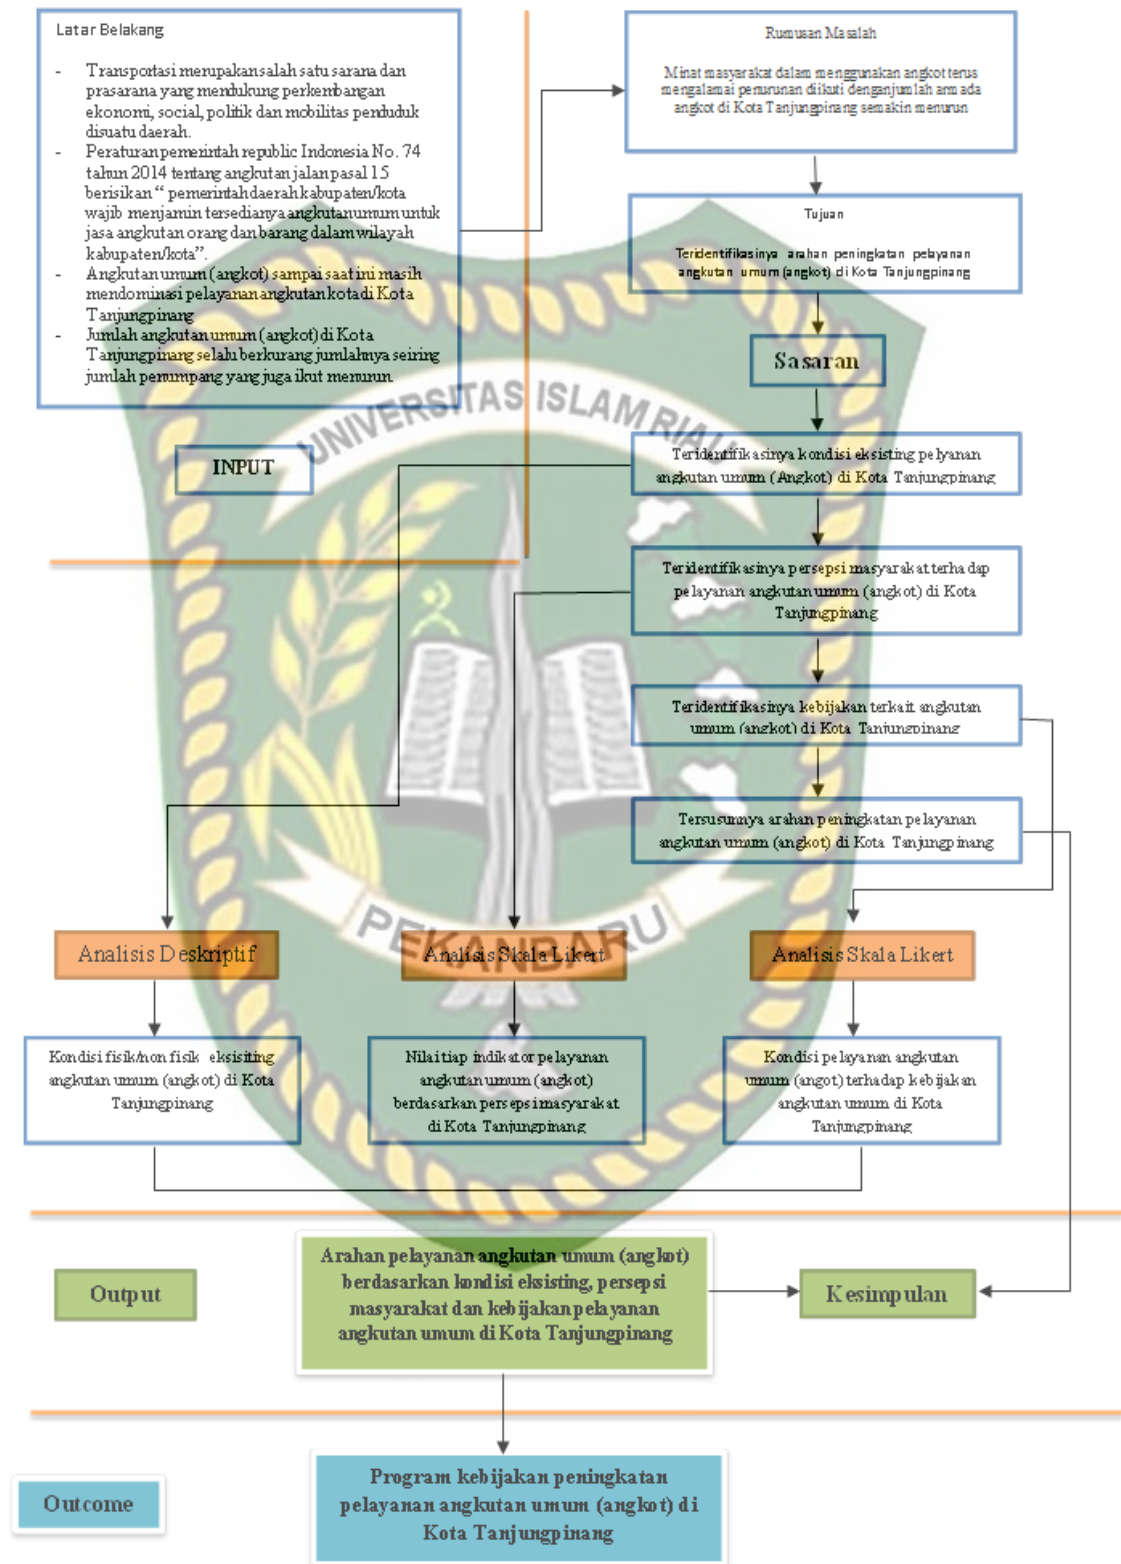 Latar Belakang
- Transportasi merupakan salah satu sarana dan
prasarana yang mendukung perkembangan
ekonomi, social, politik dan mobilitas penduduk
disuatu daerah.
- Peraturan pemerintah republic Indonesia No. 74
tahun 2014 tentang angkutan jalan pasal 15
berisikan “ pemerintah daerah kabupaten/kota
wajib menjamin tersedianya angkutan umum untuk
jasa angkutan orang dan barang dalam wilayah
kabupaten/kota”.
- Angkutan umum (angkot) sampai saat ini masih
mendominasi pelayanan angkutan kota di Kota
Tanjungpinang
- Jumlah angkutan umum (angkot) di Kota
Tanjungpinang selalu berkurang jumlahnya seiring
jumlah penumpang yang juga ikut menurun.
INPUT
Rumusan Masalah
Minat masyarakat dalam menggunakan angkot terus
mengalamai penurunan diikuti dengan jumlah armada
angkot di Kota Tanjungpinang semakin menurun
Tujuan
Teridentifikasinya arahan peningkatan pelayanan
angkutan umum (angkot) di Kota Tanjungpinang
Sasaran
Teridentifikasinya kondisi eksisting pelyanan
angkutan umum (Angkot) di Kota Tanjungpinang
Teridentifikasinya persepsi masyarakat terhadap
pelayanan angkutan umum (angkot) di Kota
Tanjungpinang
Teridentifikasinya kebijakan terkait angkutan
umum (angkot) di Kota Tanjungpinang
Tersusunnya arahan peningkatan pelayanan
angkutan umum (angkot) di Kota Tanjungpinang
UNIVERSITAS ISLAM RIAU
PEKANBARU
Analisis Deskriptif
Analisis Skala Likert
Analisis Skala Likert
Kondisi fisik/non fisik eksisiting
angkutan umum (angkot) di Kota
Tanjungpinang
Nilai tiap indikator pelayanan
angkutan umum (angkot)
berdasarkan persepsi masyarakat
di Kota Tanjungpinang
Kondisi pelayanan angkutan
umum (angot) terhadap kebijakan
angkutan umum di Kota
Tanjungpinang
Output
Arahan pelayanan angkutan umum (angkot)
berdasarkan kondisi eksisting, persepsi
masyarakat dan kebijakan pelayanan
angkutan umum di Kota Tanjungpinang
Kesimpulan
Outcome
Program kebijakan peningkatan
pelayanan angkutan umum (angkot) di
Kota Tanjungpinang